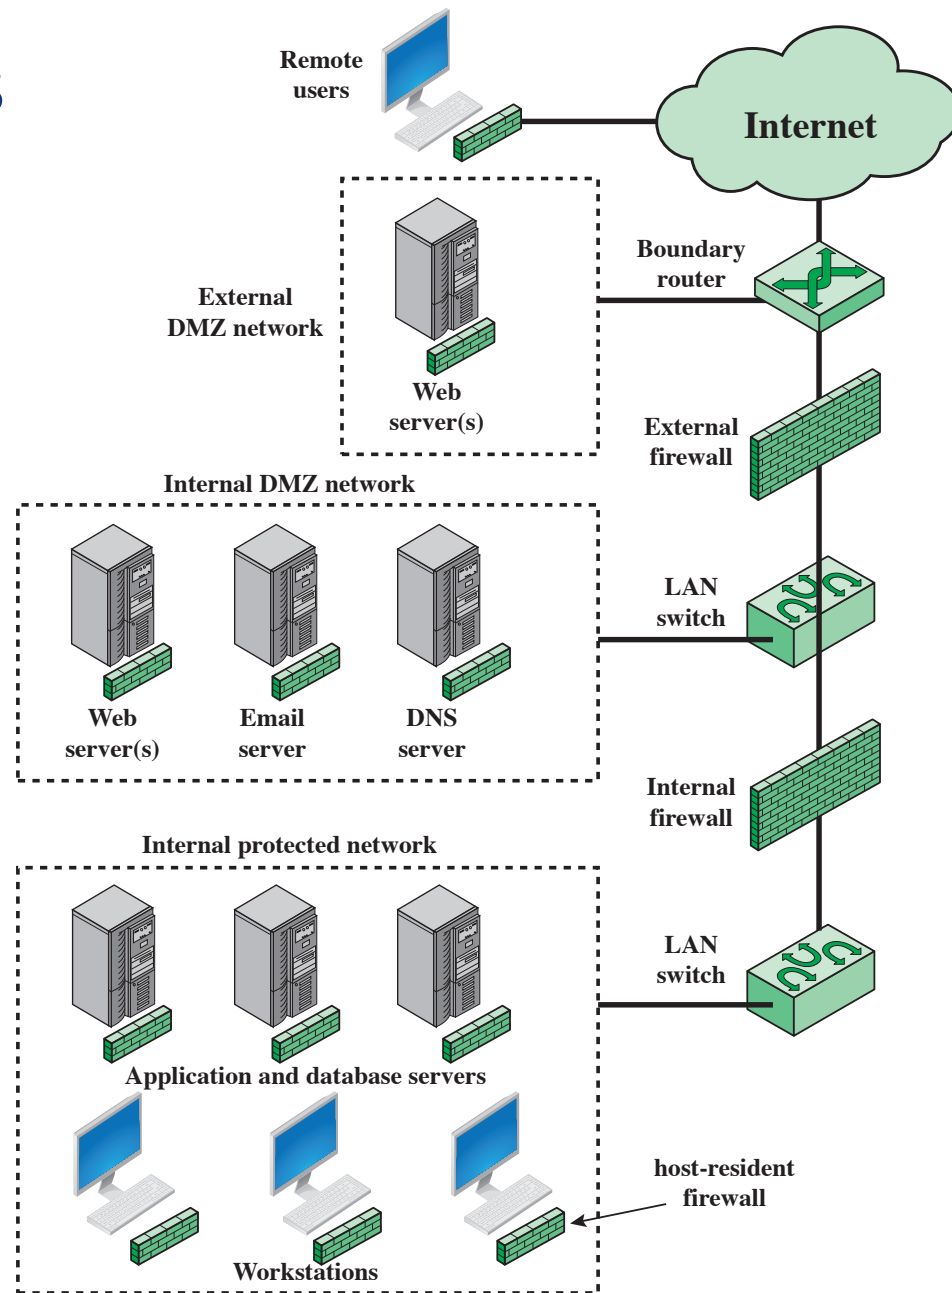 Remote
users
Internet
Boundary
router
External
DMZ network
Web
server(s)
External
firewall
Internal DMZ network
LAN
switch
Web
server(s)
Email
server
DNS
server
Internal
firewall
Internal protected network
LAN
switch
Application and database servers
host-resident
firewall
Workstations